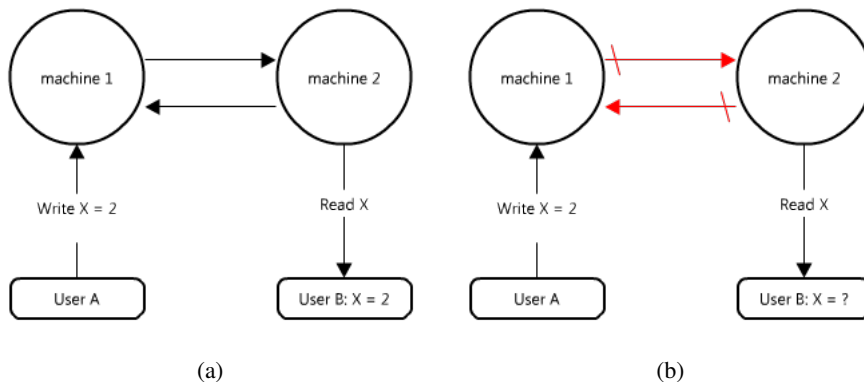 machine 1
machine 2
Write X = 2
Read X
User A
User B: X = 2
(a)
machine 1
machine 2
Write X = 2
Read X
User A
User B: X = ?
(b)